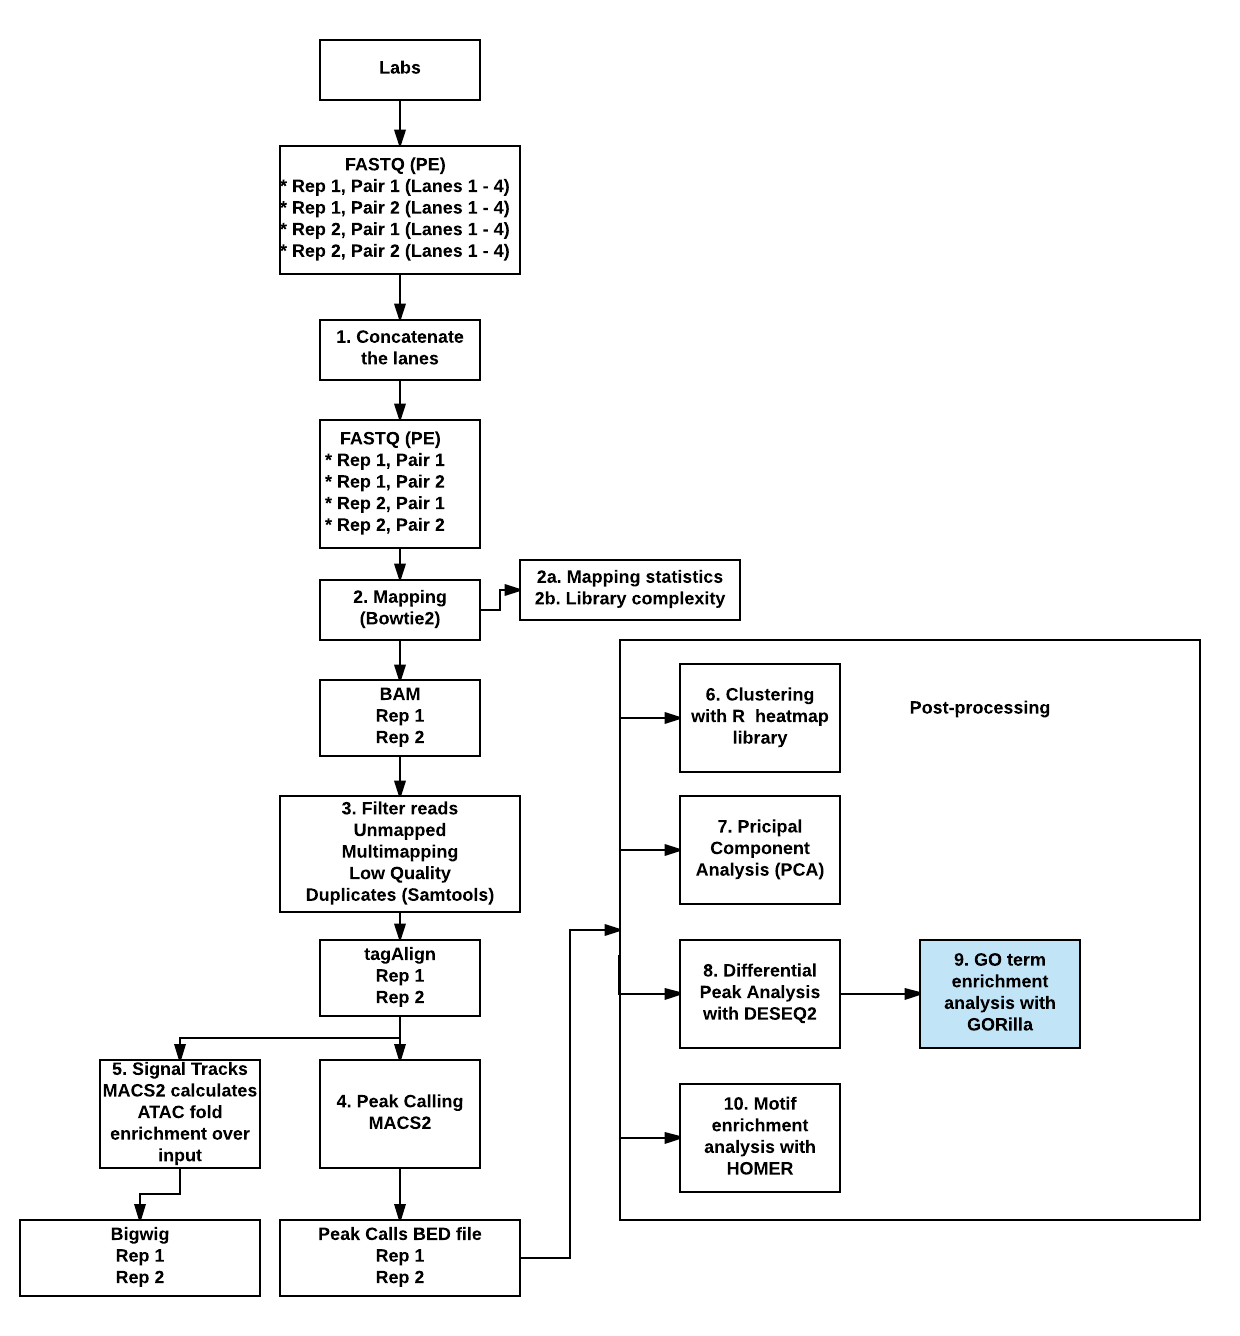 Labs
FASTQ (PE)
* Rep 1, Pair 1 (Lanes 1 - 4)
* Rep 1, Pair 2 (Lanes 1 - 4)
* Rep 2, Pair 1 (Lanes 1 - 4)
* Rep 2, Pair 2 (Lanes 1 - 4)
1. Concatenate
the lanes
FASTQ (PE)
* Rep 1, Pair 1
* Rep 1, Pair 2
* Rep 2, Pair 1
* Rep 2, Pair 2
2. Mapping
(Bowtie2)
2a. Mapping statistics
2b. Library complexity
BAM
Rep 1
Rep 2
3. Filter reads
Unmapped
Multimapping
Low Quality
Duplicates (Samtools)
tagAlign
Rep 1
Rep 2
5. Signal Tracks
MACS2 calculates
ATAC fold
enrichment over
input
4. Peak Calling
MACS2
Bigwig
Rep 1
Rep 2
Peak Calls BED file
Rep 1
Rep 2
Post-processing
6. Clustering
with R  heatmap
library
7. Pricipal
Component
Analysis (PCA)
8. Differential
Peak Analysis
with DESEQ2
9. GO term
enrichment
analysis with
GORilla
10. Motif
enrichment
analysis with
HOMER